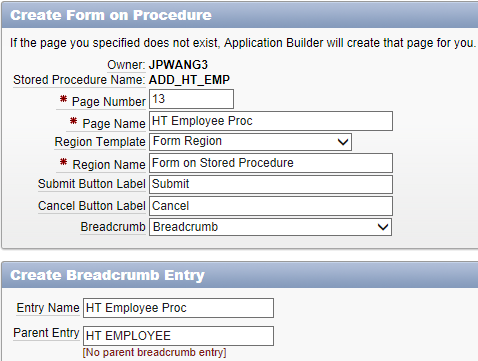 Create Form on Procedure
If the page you specified does not exist, Application Builder will create that page for you.
Owner: JPWANG3
Stored Procedure Name: ADD_HT_EMP
* Page Number 13
* Page Name HT Employee Proc
Region Template Form Region
* Region Name Form on Stored Procedure
Submit Button Label Submit
Cancel Button Label Cancel
Breadcrumb Breadcrumb
Create Breadcrumb Entry
Entry Name HT Employee Proc
Parent Entry HT EMPLOYEE
[No parent breadcrumb entry]